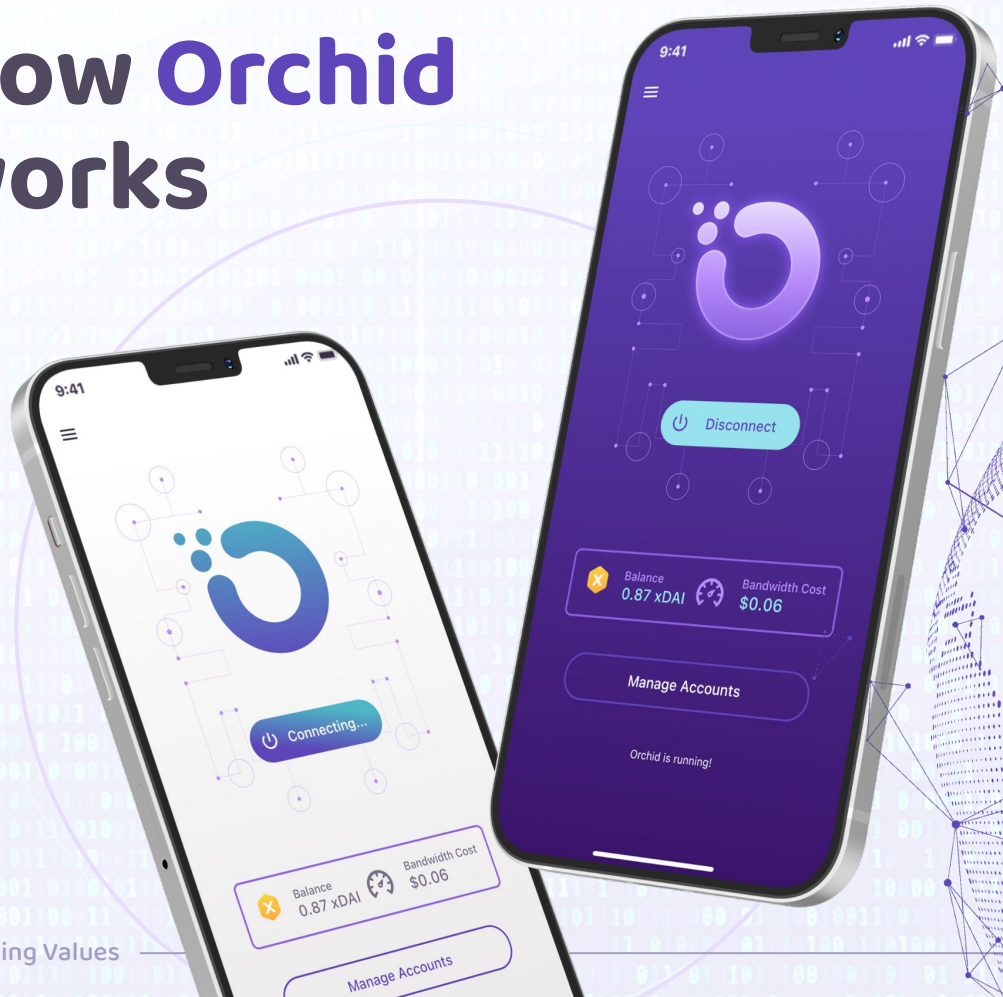 ow Orchid
works
9:41
Disconnect
Balance
0.87 xDAI
Bandwidth Cost
$0.06
Manage Accounts
Orchid is running!
9:41
Connecting...
Balance
0.87 xDAI
Bandwidth Cost
$0.06
Manage Accounts
ing Values